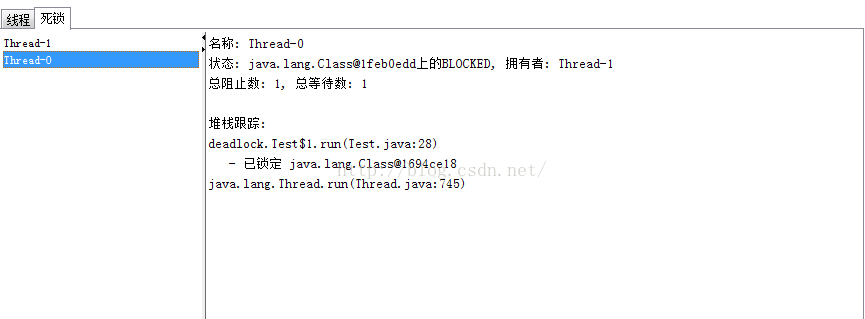 线程 死锁
Thread-1
Thread-0
名称: Thread-0
状态: java.lang.Class@1feb0edd上的BLOCKED, 拥有者: Thread-1
总阻止数: 1, 总等待数: 1
堆栈跟踪:
deadlock.Test$1.run(Test.java:28)
- 已锁定 java.lang.Class@1694ce18
http://blog.csdn.net/
java.lang.Thread.run(Thread.java:745)